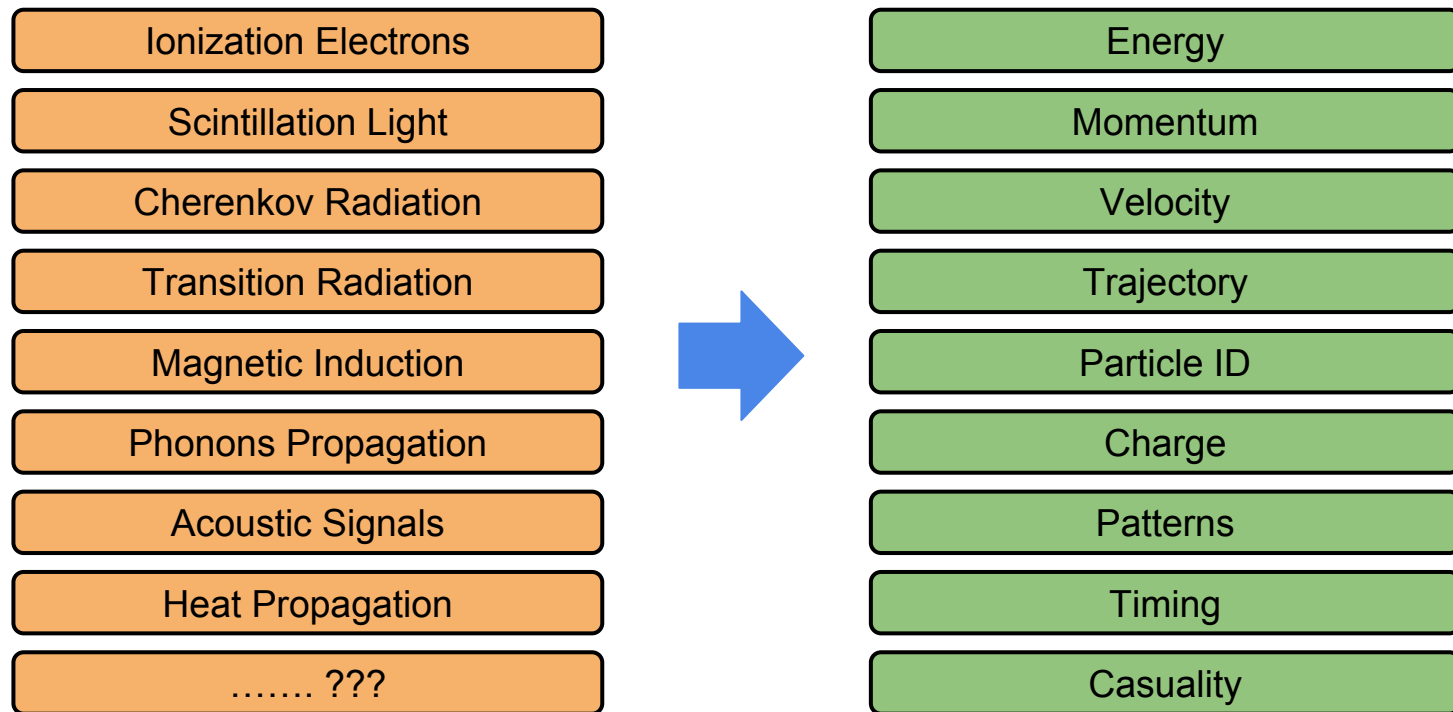 Ionization Electrons
Scintillation Light
Cherenkov Radiation
Transition Radiation
Magnetic Induction
Phonons Propagation
Acoustic Signals
Heat Propagation
....... ???
Energy
Momentum
Velocity
Trajectory
Particle ID
Charge
Patterns
Timing
Casuality